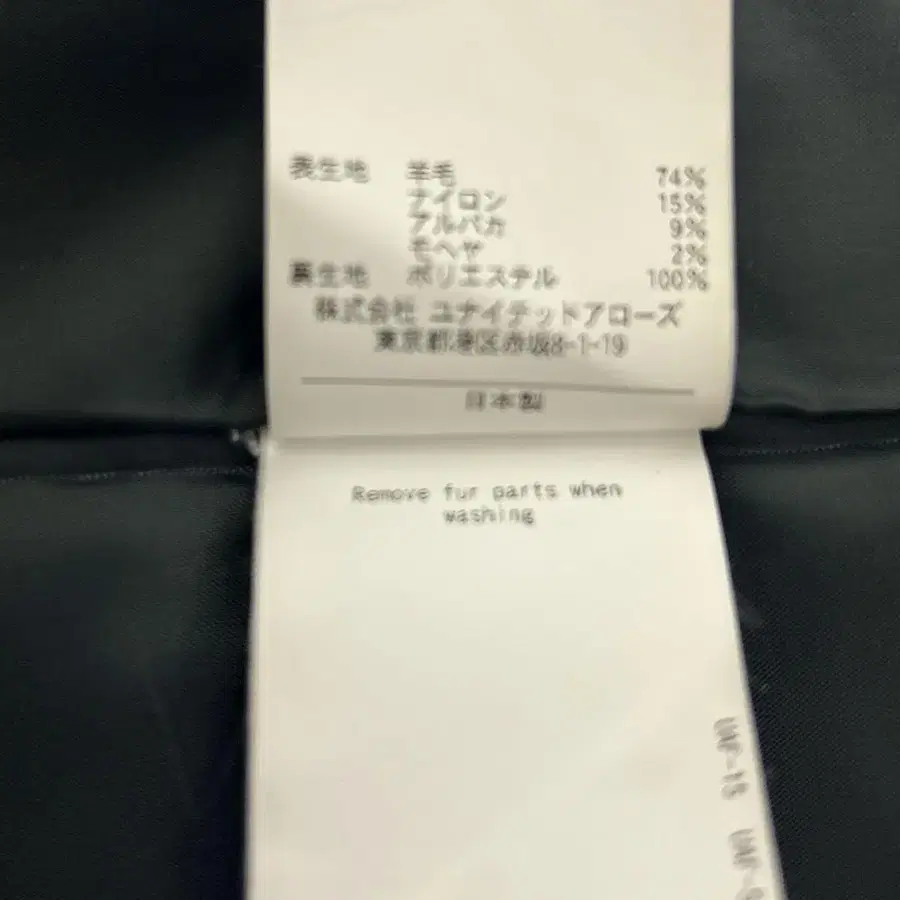 表生地 羊毛 74%
ナイロン 15%
アルパカ 9%
モヘヤ 2%
裏生地 ポリエステル 100%
株式会社 ユナイテッドアローズ
東京都港区赤坂8-1-19
日本製
Remove fur parts when
washing